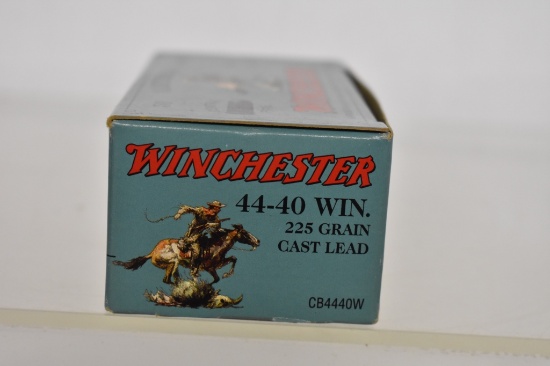 WINCHESTER
44-40 WIN.
225 GRAIN
CAST LEAD
CB4440W